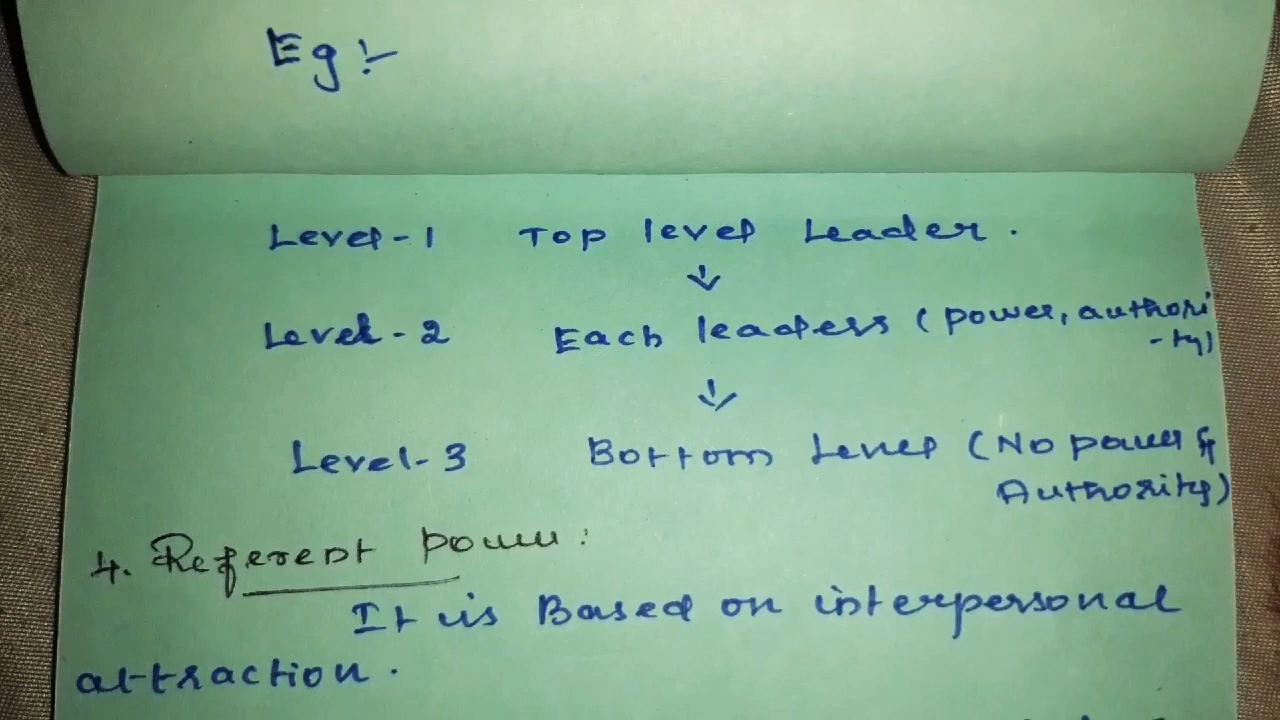 Eg :-
Level-1 Top level Leader.
↓
Level-2 Each leaders (power, authori
-ty)
↓
Level-3 Bottom Level (No power &
Authority)
4. Referent power:
It is Based on interpersonal
attraction.